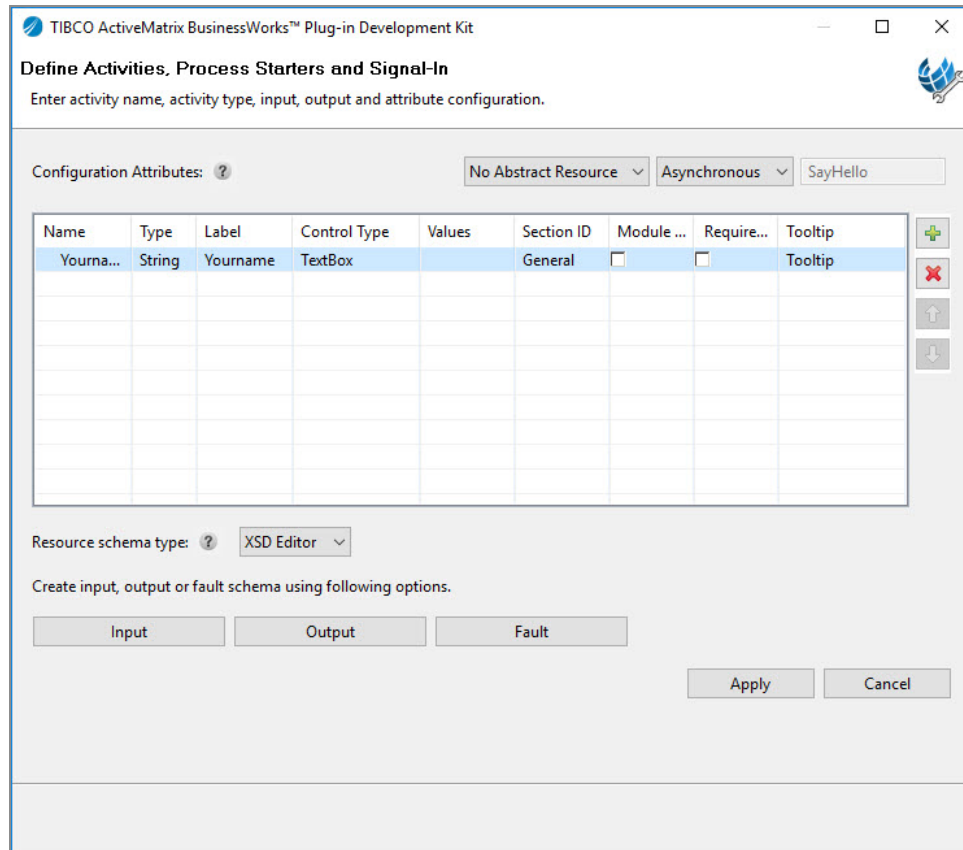 TIBCO ActiveMatrix BusinessWorks™ Plug-in Development Kit
Define Activities, Process Starters and Signal-In
Enter activity name, activity type, input, output and attribute configuration.
Configuration Attributes: ? No Abstract Resource Asynchronous SayHello
Name Type Label Control Type Values Section ID Module ... Require... Tooltip
Yourna... String Yourname TextBox General Tooltip
Resource schema type: ? XSD Editor
Create input, output or fault schema using following options.
Input Output Fault
Apply Cancel